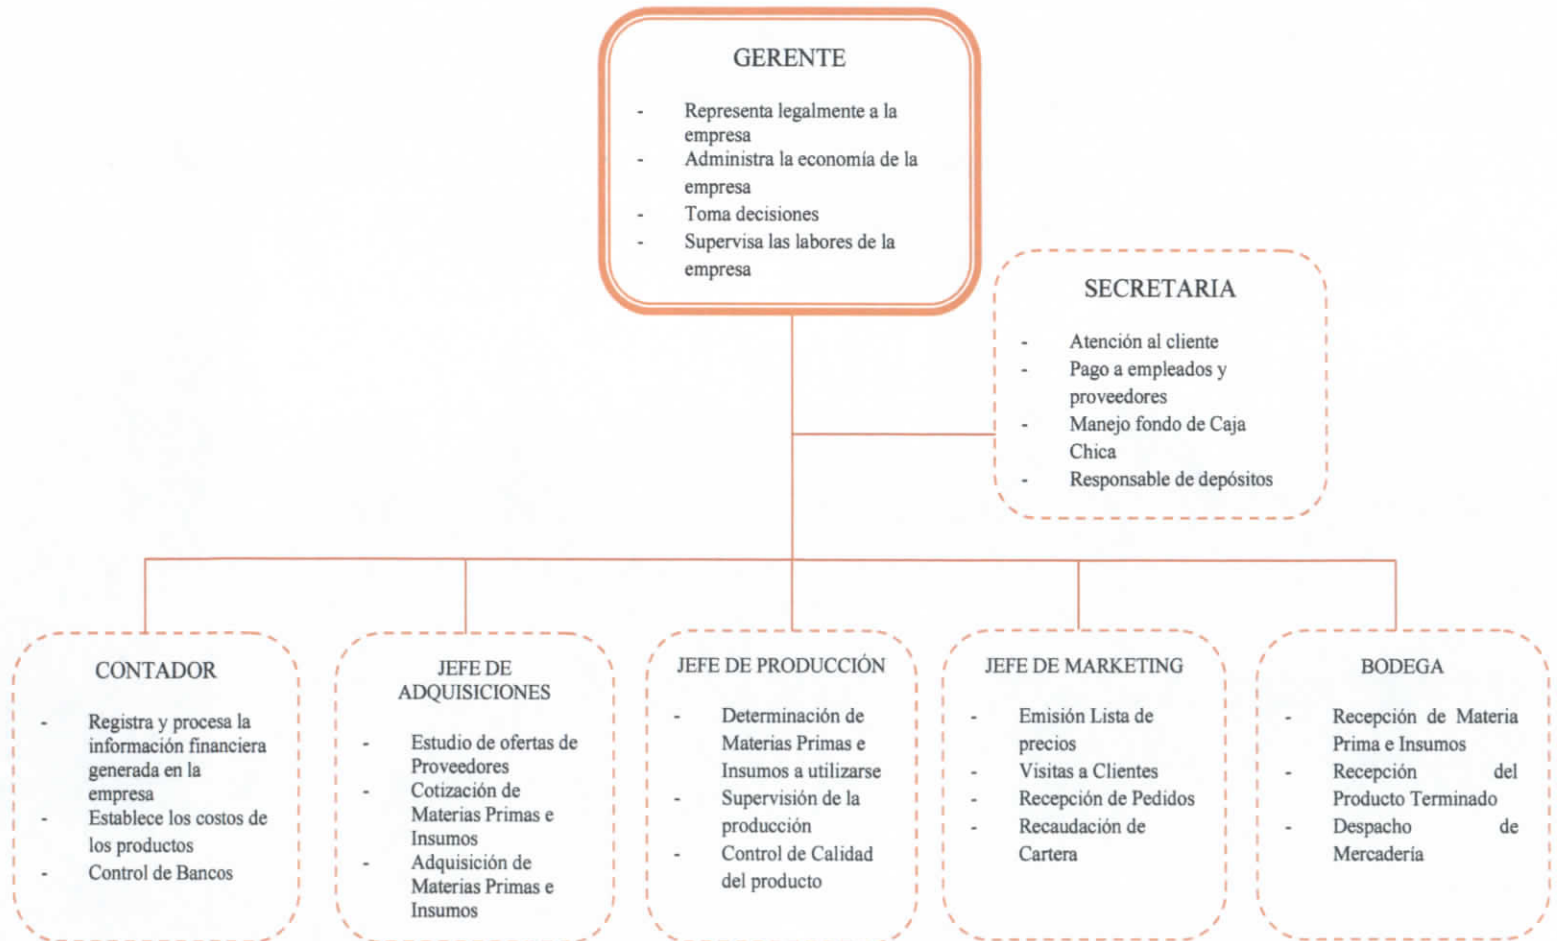 GERENTE
- Representa legalmente a la
empresa
- Administra la economía de la
empresa
- Toma decisiones
- Supervisa las labores de la
empresa
SECRETARIA
- Atención al cliente
- Pago a empleados y
proveedores
- Manejo fondo de Caja
Chica
- Responsable de depósitos
CONTADOR
- Registra y procesa la
información financiera
generada en la
empresa
- Establece los costos de
los productos
- Control de Bancos
JEFE DE
ADQUISICIONES
- Estudio de ofertas de
Proveedores
- Cotización de
Materias Primas e
Insumos
- Adquisición de
Materias Primas e
Insumos
JEFE DE PRODUCCIÓN
- Determinación de
Materias Primas e
Insumos a utilizarse
- Supervisión de la
producción
- Control de Calidad
del producto
JEFE DE MARKETING
- Emisión Lista de
precios
- Visitas a Clientes
- Recepción de Pedidos
- Recaudación de
Cartera
BODEGA
- Recepción de Materia
Prima e Insumos
- Recepción del
Producto Terminado
- Despacho de
Mercadería